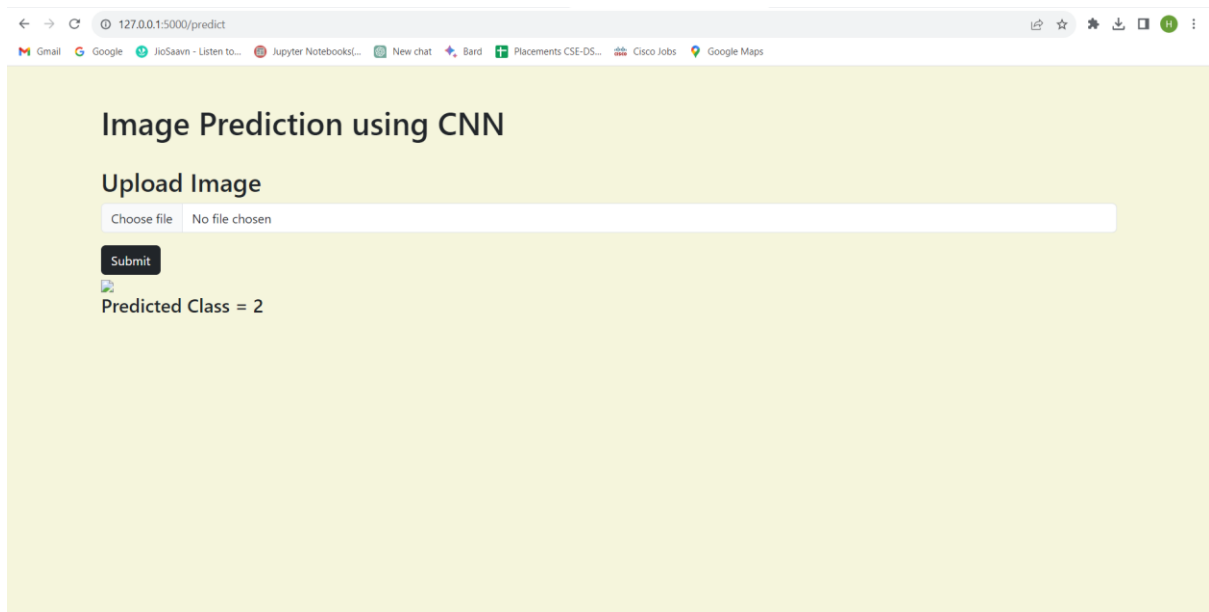 127.0.0.1:5000/predict
H
Gmail Google JioSaavn - Listen to... Jupyter Notebooks(... New chat Bard Placements CSE-DS... Cisco Jobs Google Maps
Image Prediction using CNN
Upload Image
Choose file No file chosen
Submit
Predicted Class = 2